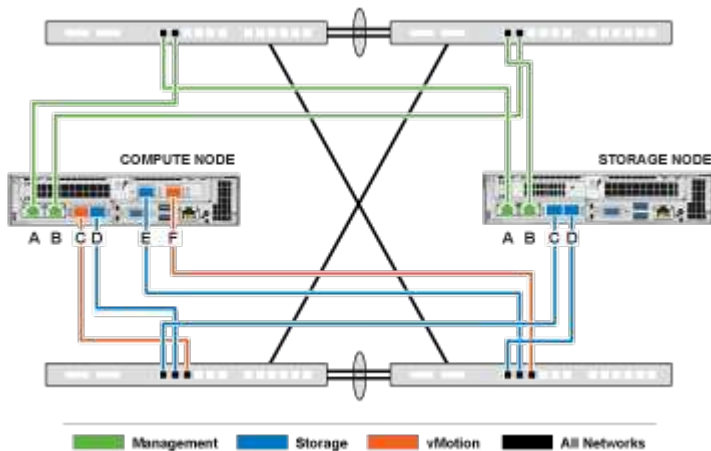 COMPUTE NODE
STORAGE NODE
A B C D E F
A B C D
Management Storage vMotion All Networks